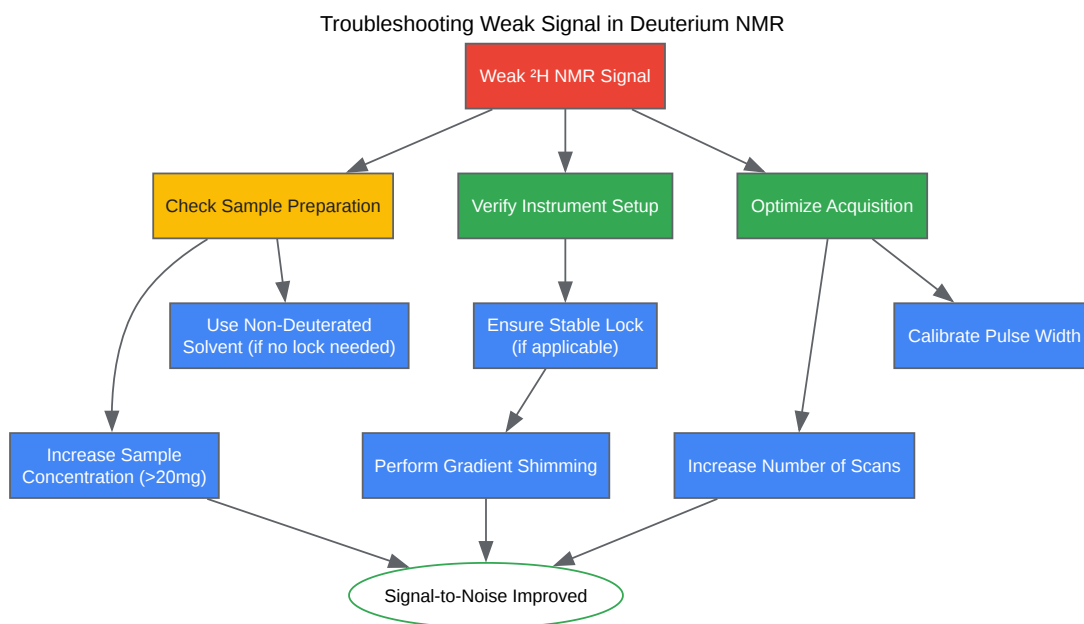 Troubleshooting Weak Signal in Deuterium NMR
Weak ²H NMR Signal
Check Sample Preparation
Verify Instrument Setup
Optimize Acquisition
Use Non-Deuterated
Solvent (if no lock needed)
Ensure Stable Lock
(if applicable)
Calibrate Pulse Width
Increase Sample
Concentration (>20mg)
Perform Gradient Shimming
Increase Number of Scans
Signal-to-Noise Improved